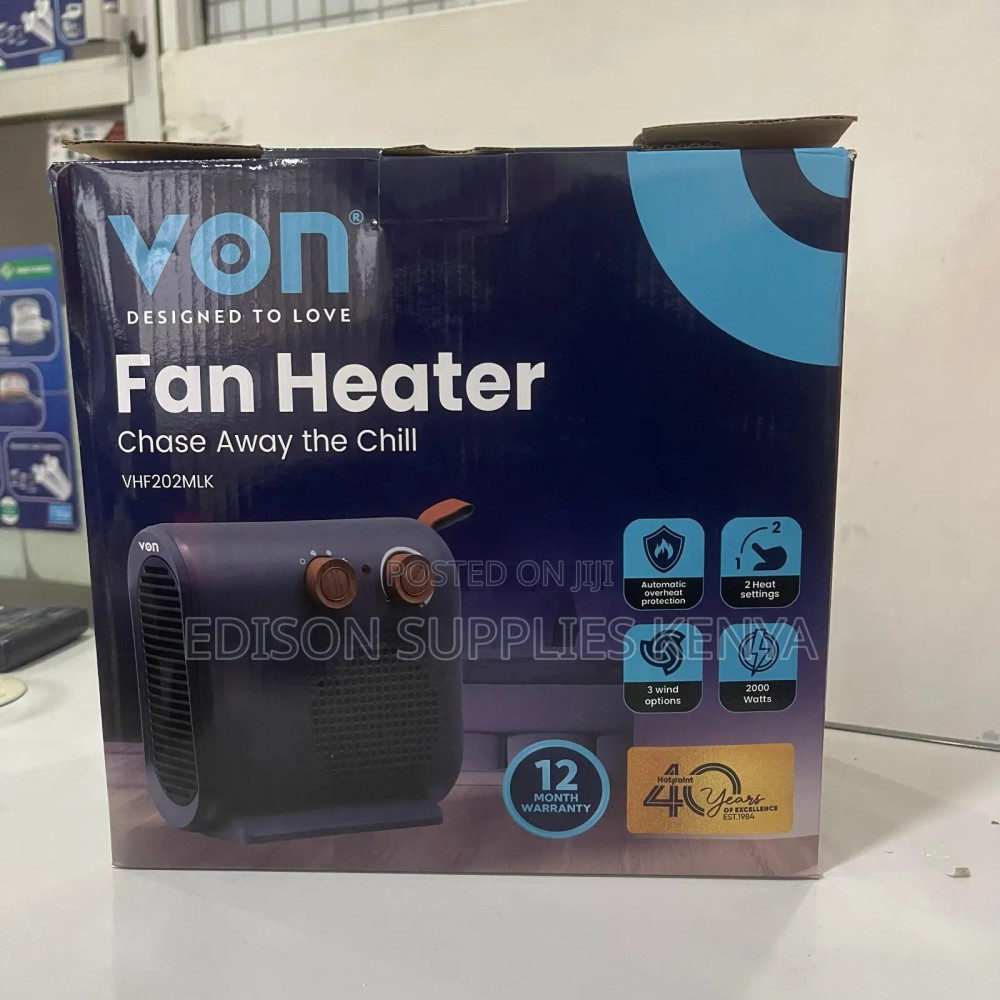 von®
DESIGNED TO LOVE
Fan Heater
Chase Away the Chill
VHF202MLK
von
POSTED ON JIJI
EDISON SUPPLIES KENYA
Automatic
overheat
protection
1 2
2 Heat
settings
3 wind
options
2000
Watts
12
MONTH
WARRANTY
Hotpoint
40 Years
OF EXCELLENCE
EST.1984